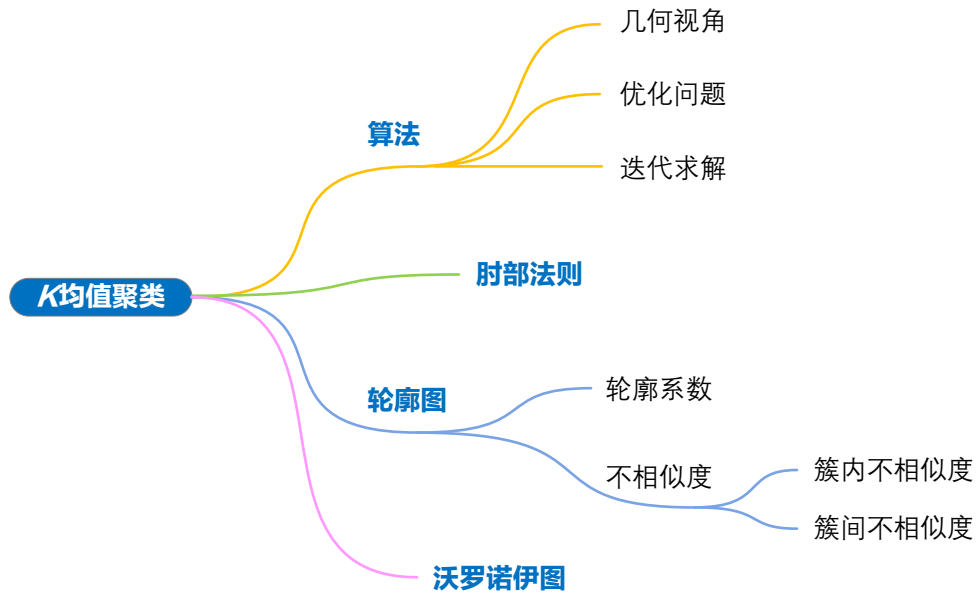 K均值聚类
算法
几何视角
优化问题
迭代求解
肘部法则
轮廓图
轮廓系数
不相似度
簇内不相似度
簇间不相似度
沃罗诺伊图